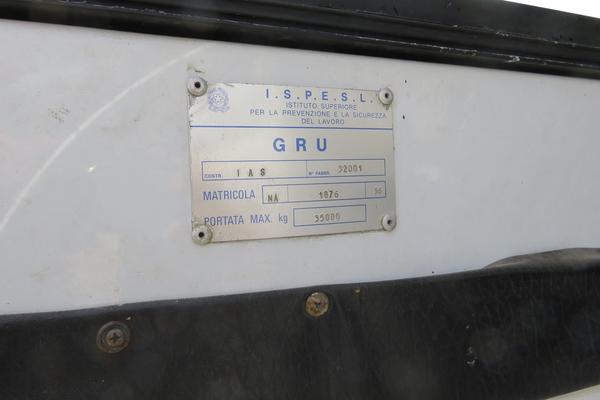 I.S.P.E.S.L.
ISTITUTO SUPERIORE
PER LA PREVENZIONE E LA SICUREZZA
DEL LAVORO
GRU
COSTR. IAS N° FABBR. 32001
MATRICOLA NA 1876 96
PORTATA MAX. kg 35000